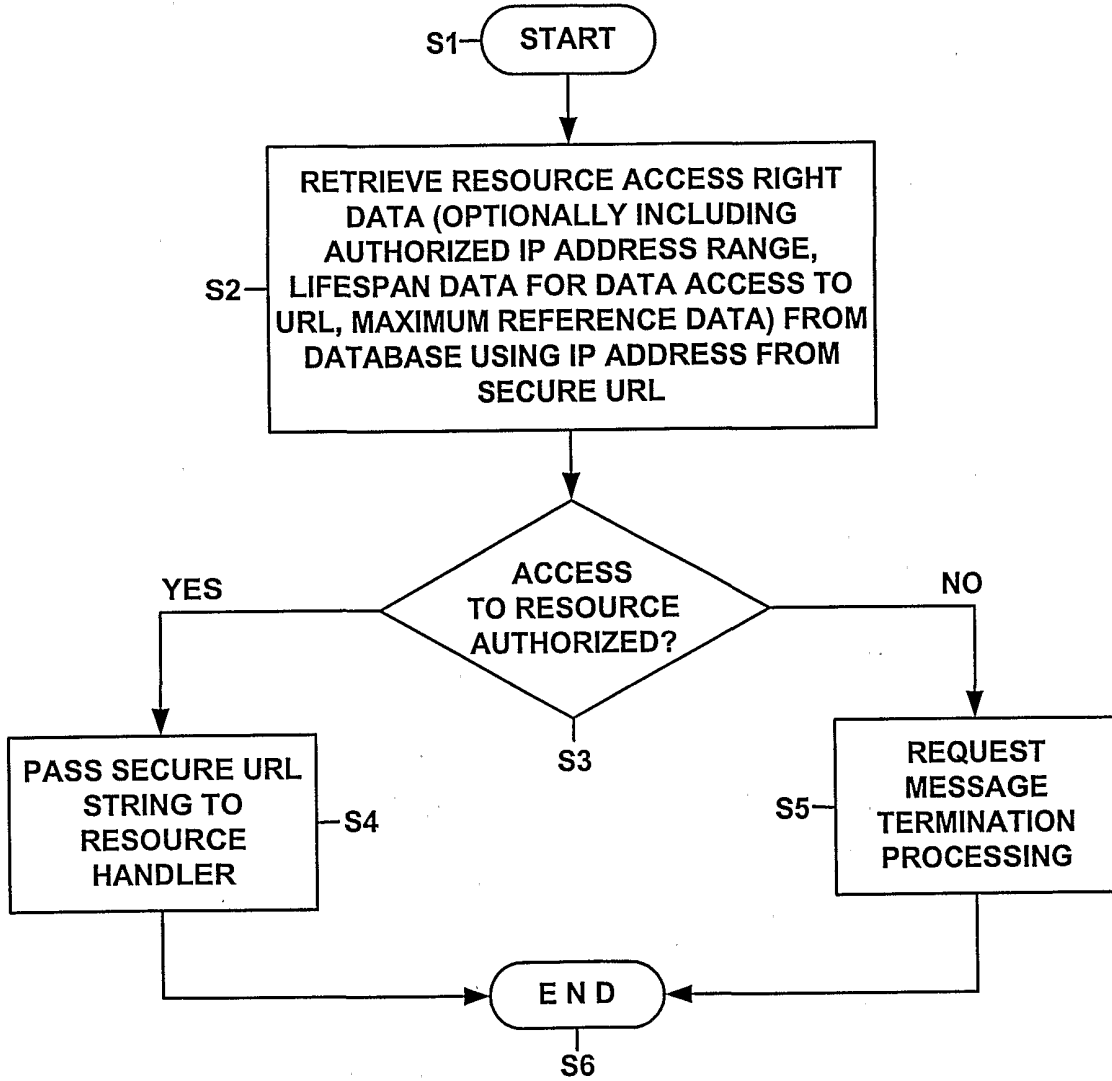 S1
START
RETRIEVE RESOURCE ACCESS RIGHT
DATA (OPTIONALLY INCLUDING
AUTHORIZED IP ADDRESS RANGE,
LIFESPAN DATA FOR DATA ACCESS TO
URL, MAXIMUM REFERENCE DATA) FROM
DATABASE USING IP ADDRESS FROM
SECURE URL
S2
ACCESS
TO RESOURCE
AUTHORIZED?
YES
NO
S3
PASS SECURE URL
STRING TO
RESOURCE
HANDLER
S4
REQUEST
MESSAGE
TERMINATION
PROCESSING
S5
END
S6